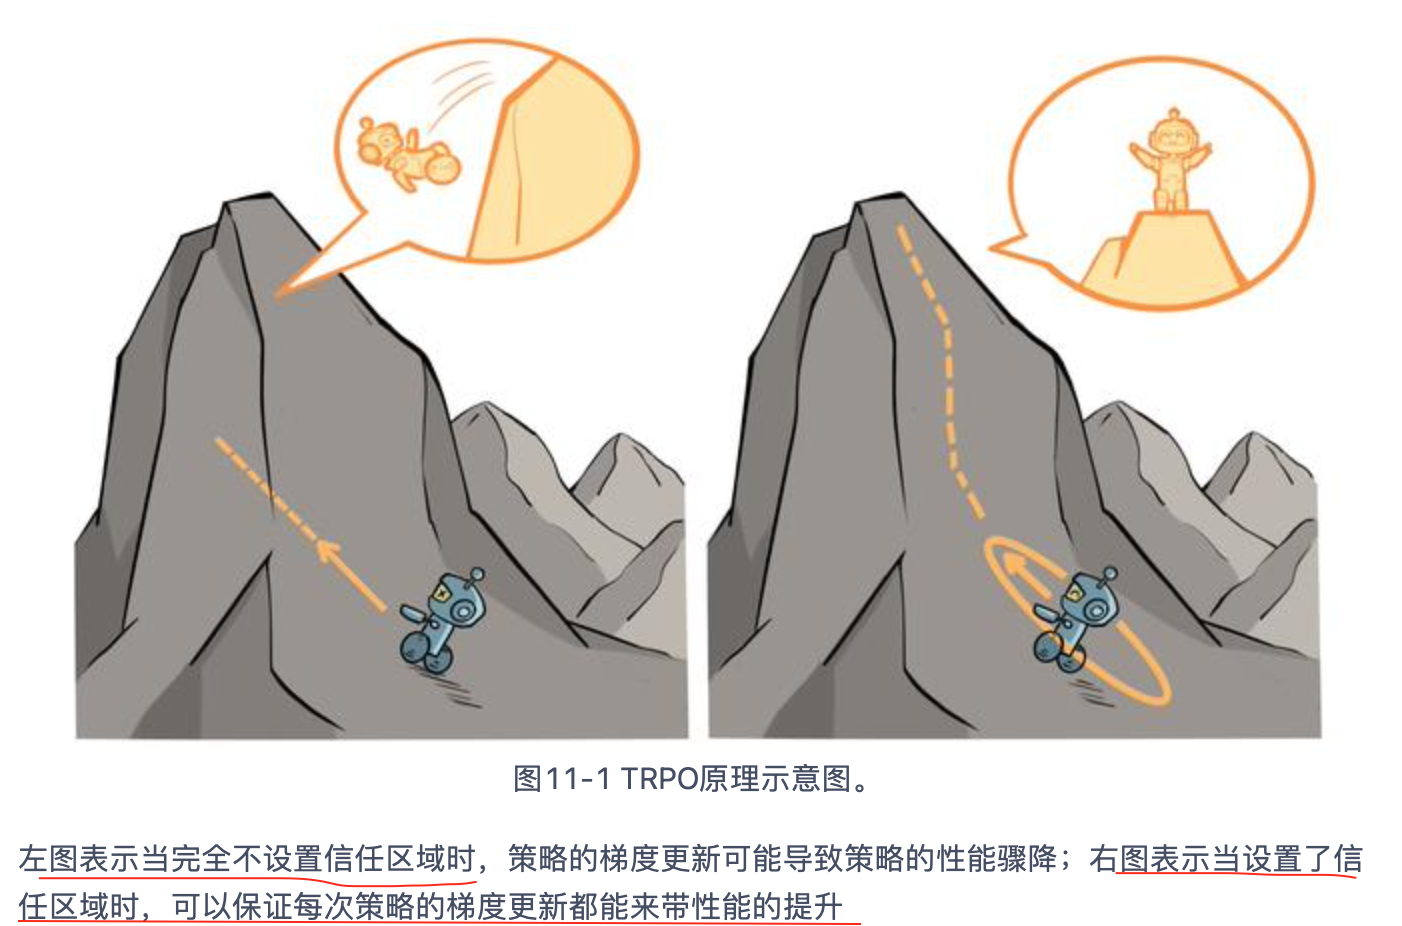 图11-1 TRPO原理示意图。
左图表示当完全不设置信任区域时，策略的梯度更新可能导致策略的性能骤降；右图表示当设置了信
任区域时，可以保证每次策略的梯度更新都能来带性能的提升